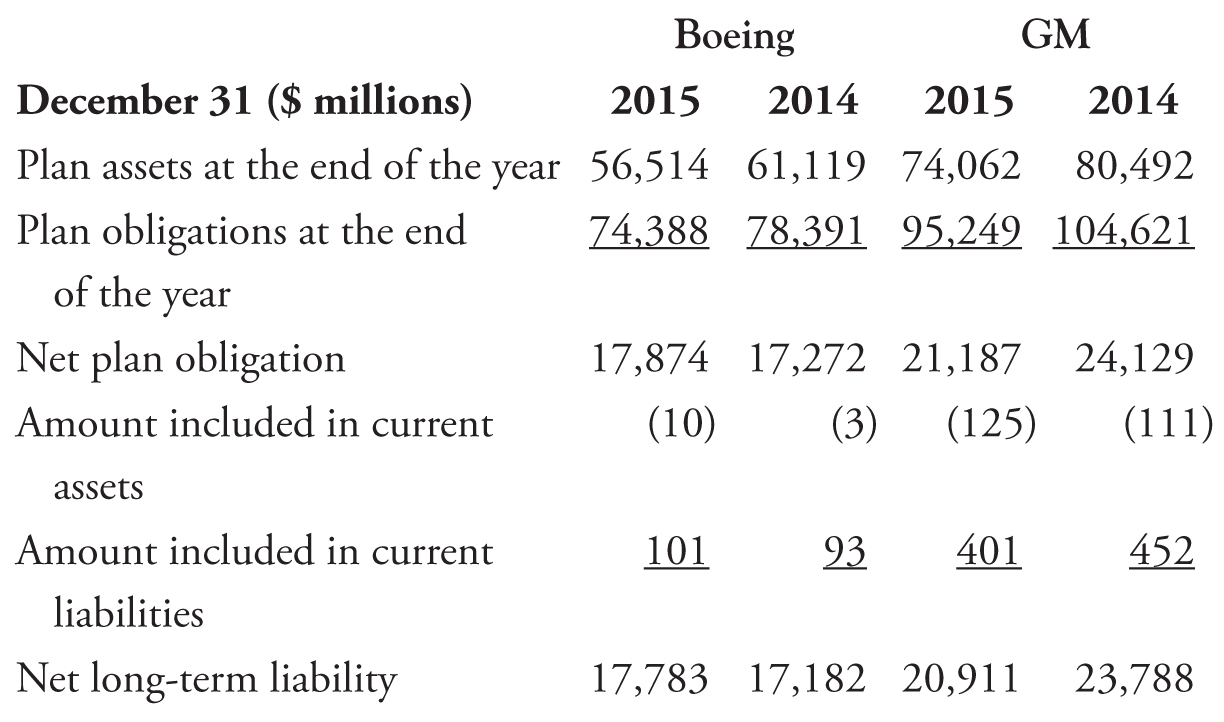 Boeing GM
December 31 ($ millions) 2015 2014 2015 2014
Plan assets at the end of the year 56,514 61,119 74,062 80,492
Plan obligations at the end 74,388 78,391 95,249 104,621
of the year
Net plan obligation 17,874 17,272 21,187 24,129
Amount included in current (10) (3) (125) (111)
assets
Amount included in current 101 93 401 452
liabilities
Net long-term liability 17,783 17,182 20,911 23,788